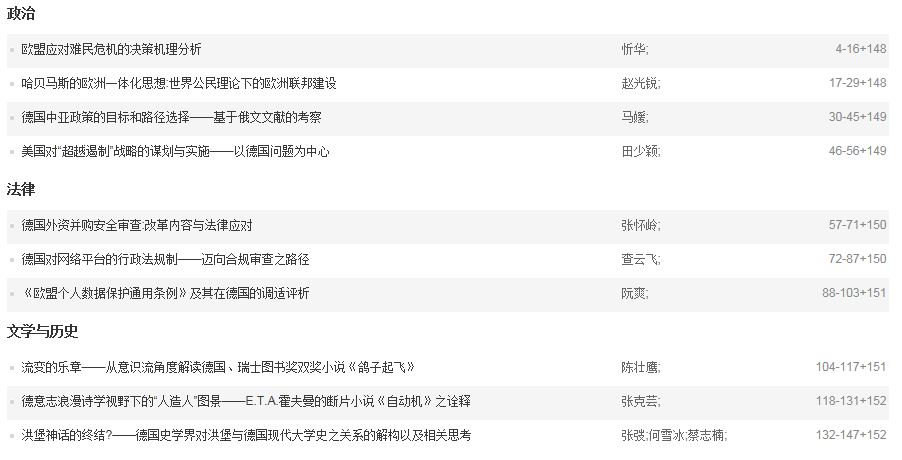 政治
欧盟应对难民危机的决策机理分析 忻华; 4-16+148
哈贝马斯的欧洲一体化思想:世界公民理论下的欧洲联邦建设 赵光锐; 17-29+148
德国中亚政策的目标和路径选择——基于俄文文献的考察 马媛; 30-45+149
美国对“超越遏制”战略的谋划与实施——以德国问题为中心 田少颖; 46-56+149
法律
德国外资并购安全审查:改革内容与法律应对 张怀岭; 57-71+150
德国对网络平台的行政法规制——迈向合规审查之路径 查云飞; 72-87+150
《欧盟个人数据保护通用条例》及其在德国的调适评析 阮爽; 88-103+151
文学与历史
流变的乐章——从意识流角度解读德国、瑞士图书奖双奖小说《鸽子起飞》 陈壮鹰; 104-117+151
德意志浪漫诗学视野下的“人造人”图景——E.T.A.霍夫曼的断片小说《自动机》之诠释 张克芸; 118-131+152
洪堡神话的终结?——德国史学界对洪堡与德国现代大学史之关系的解构以及相关思考 张弢;何雪冰;蔡志楠; 132-147+152